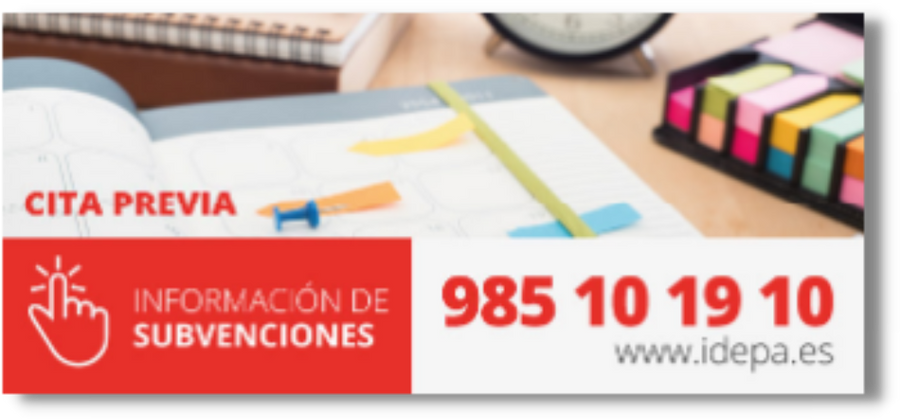 CITA PREVIA
INFORMACIÓN DE
SUBVENCIONES
985 10 19 10
www.idepa.es